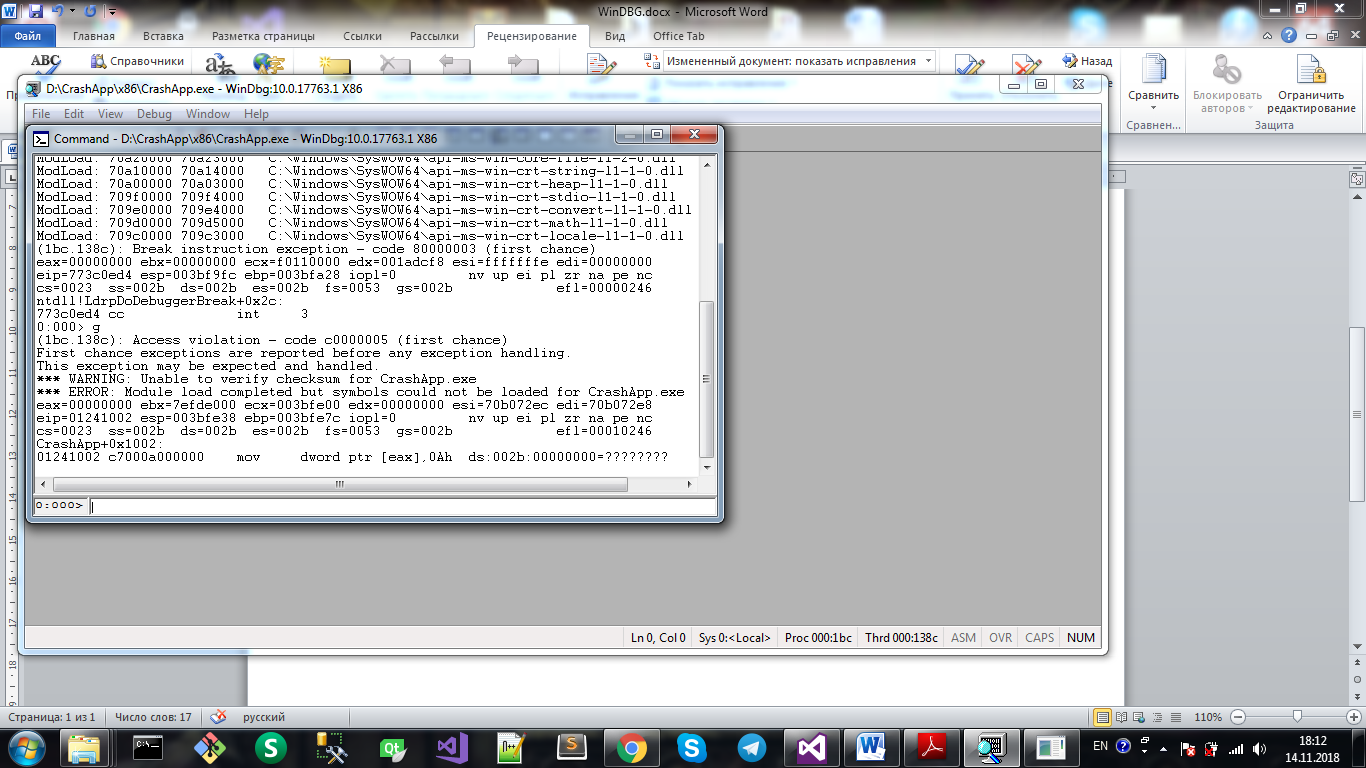 WinDBG.docx - Microsoft Word
Файл
Главная
Вставка
Разметка страницы
Ссылки
Рассылки
Рецензирование
Вид
Office Tab
ABC
Справочники
Измененный документ: показать исправления
Назад
Сравнить
Блокировать авторов
Ограничить редактирование
Сравнен...
Защита
D:\CrashApp\x86\CrashApp.exe - WinDbg:10.0.17763.1 X86
File Edit View Debug Window Help
Command - D:\CrashApp\x86\CrashApp.exe - WinDbg:10.0.17763.1 X86
ModLoad: 70a20000 70a23000   C:\Windows\SysWOW64\api-ms-win-core-file-l1-2-0.dll
ModLoad: 70a10000 70a14000   C:\Windows\SysWOW64\api-ms-win-crt-string-l1-1-0.dll
ModLoad: 70a00000 70a03000   C:\Windows\SysWOW64\api-ms-win-crt-heap-l1-1-0.dll
ModLoad: 709f0000 709f4000   C:\Windows\SysWOW64\api-ms-win-crt-stdio-l1-1-0.dll
ModLoad: 709e0000 709e4000   C:\Windows\SysWOW64\api-ms-win-crt-convert-l1-1-0.dll
ModLoad: 709d0000 709d5000   C:\Windows\SysWOW64\api-ms-win-crt-math-l1-1-0.dll
ModLoad: 709c0000 709c3000   C:\Windows\SysWOW64\api-ms-win-crt-locale-l1-1-0.dll
(1bc.138c): Break instruction exception - code 80000003 (first chance)
eax=00000000 ebx=00000000 ecx=f0110000 edx=001adcf8 esi=fffffffe edi=00000000
eip=773c0ed4 esp=003bf9fc ebp=003bfa28 iopl=0         nv up ei pl zr na pe nc
cs=0023  ss=002b  ds=002b  es=002b  fs=0053  gs=002b             efl=00000246
ntdll!LdrpDoDebuggerBreak+0x2c:
773c0ed4 cc              int     3
0:000> g
(1bc.138c): Access violation - code c0000005 (first chance)
First chance exceptions are reported before any exception handling.
This exception may be expected and handled.
*** WARNING: Unable to verify checksum for CrashApp.exe
*** ERROR: Module load completed but symbols could not be loaded for CrashApp.exe
eax=00000000 ebx=7efde000 ecx=003bfe00 edx=00000000 esi=70b072ec edi=70b072e8
eip=01241002 esp=003bfe38 ebp=003bfe7c iopl=0         nv up ei pl zr na pe nc
cs=0023  ss=002b  ds=002b  es=002b  fs=0053  gs=002b             efl=00010246
CrashApp+0x1002:
01241002 c7000a000000    mov     dword ptr [eax],0Ah  ds:002b:00000000=????????
0:000>
Ln 0, Col 0
Sys 0:<Local>
Proc 000:1bc
Thrd 000:138c
ASM
OVR
CAPS
NUM
Страница: 1 из 1
Число слов: 17
русский
110%
EN
18:12
14.11.2018